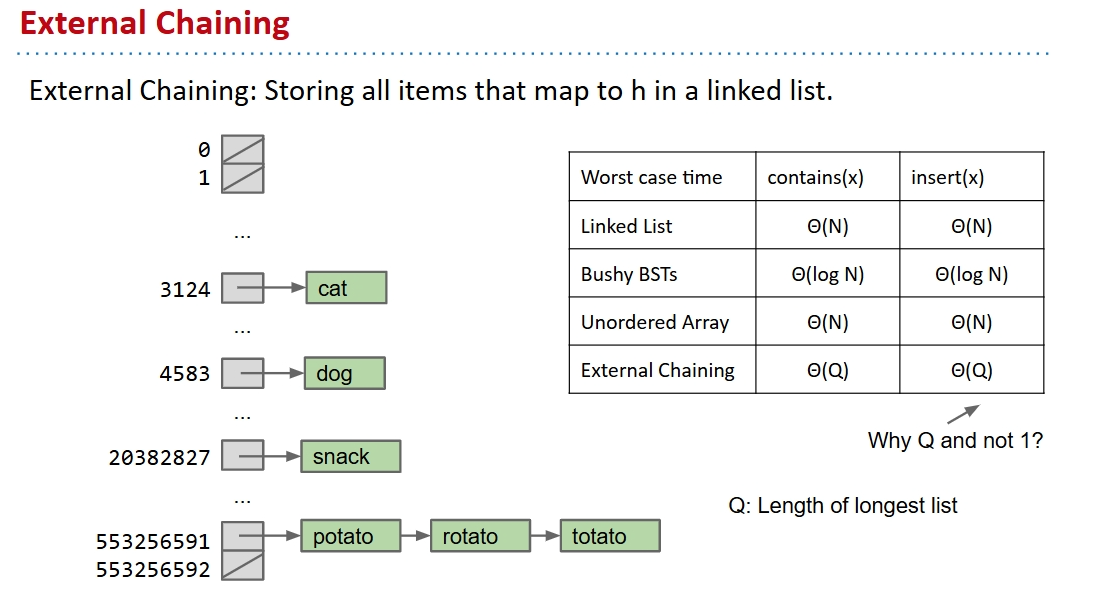 External Chaining
External Chaining: Storing all items that map to h in a linked list.
0
1
...
3124 cat
...
4583 dog
...
20382827 snack
...
553256591 potato rotato totato
553256592
Worst case time contains(x) insert(x)
Linked List Θ(N) Θ(N)
Bushy BSTs Θ(log N) Θ(log N)
Unordered Array Θ(N) Θ(N)
External Chaining Θ(Q) Θ(Q)
Why Q and not 1?
Q: Length of longest list